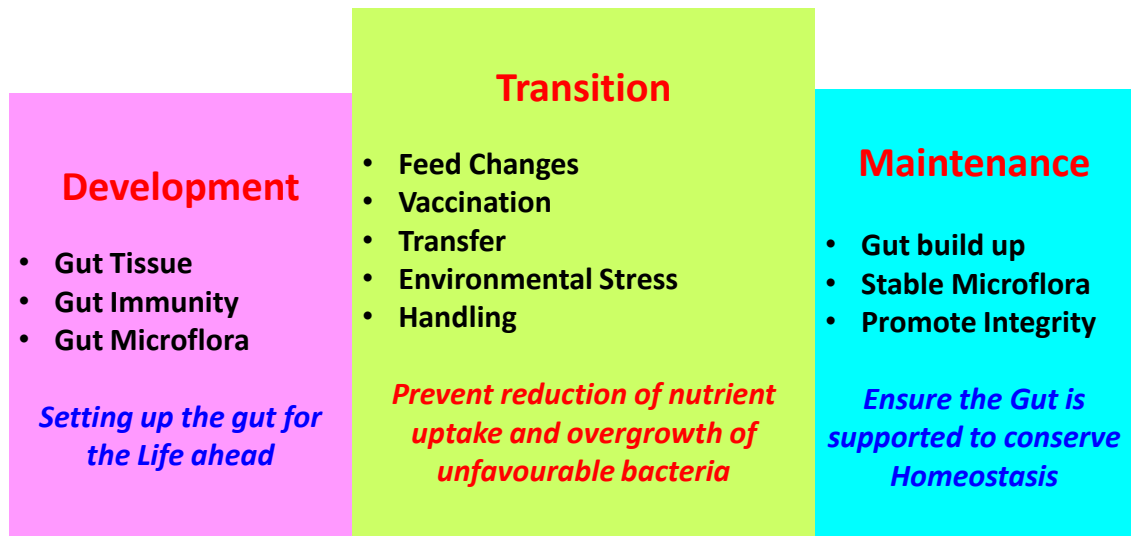 Development
• Gut Tissue
• Gut Immunity
• Gut Microflora
Setting up the gut for
the Life ahead
Transition
• Feed Changes
• Vaccination
• Transfer
• Environmental Stress
• Handling
Prevent reduction of nutrient
uptake and overgrowth of
unfavourable bacteria
Maintenance
• Gut build up
• Stable Microflora
• Promote Integrity
Ensure the Gut is
supported to conserve
Homeostasis